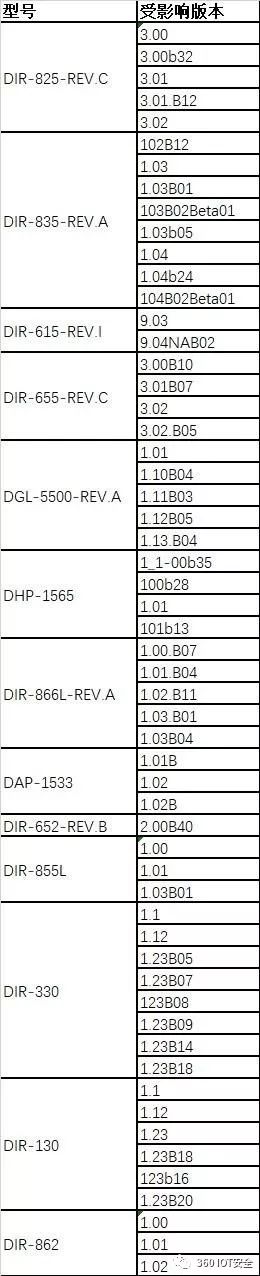 型号 受影响版本
DIR-825-REV.C
3.00
3.00b32
3.01
3.01.B12
3.02
DIR-835-REV.A
102B12
1.03
1.03B01
103B02Beta01
1.03b05
1.04
1.04b24
104B02Beta01
DIR-615-REV.I
9.03
9.04NAB02
DIR-655-REV.C
3.00B10
3.01B07
3.02
3.02.B05
DGL-5500-REV.A
1.01
1.10B04
1.11B03
1.12B05
1.13.B04
DHP-1565
1_1-00b35
100b28
1.01
101b13
DIR-866L-REV.A
1.00.B07
1.01.B04
1.02.B11
1.03.B01
1.03B04
DAP-1533
1.01B
1.02
1.02B
DIR-652-REV.B 2.00B40
DIR-855L
1.00
1.01
1.03B01
DIR-330
1.1
1.12
1.23B05
1.23B07
123B08
1.23B09
1.23B14
1.23B18
DIR-130
1.1
1.12
1.23
1.23B18
123b16
1.23B20
DIR-862
1.00
1.01
1.02
360 IOT安全